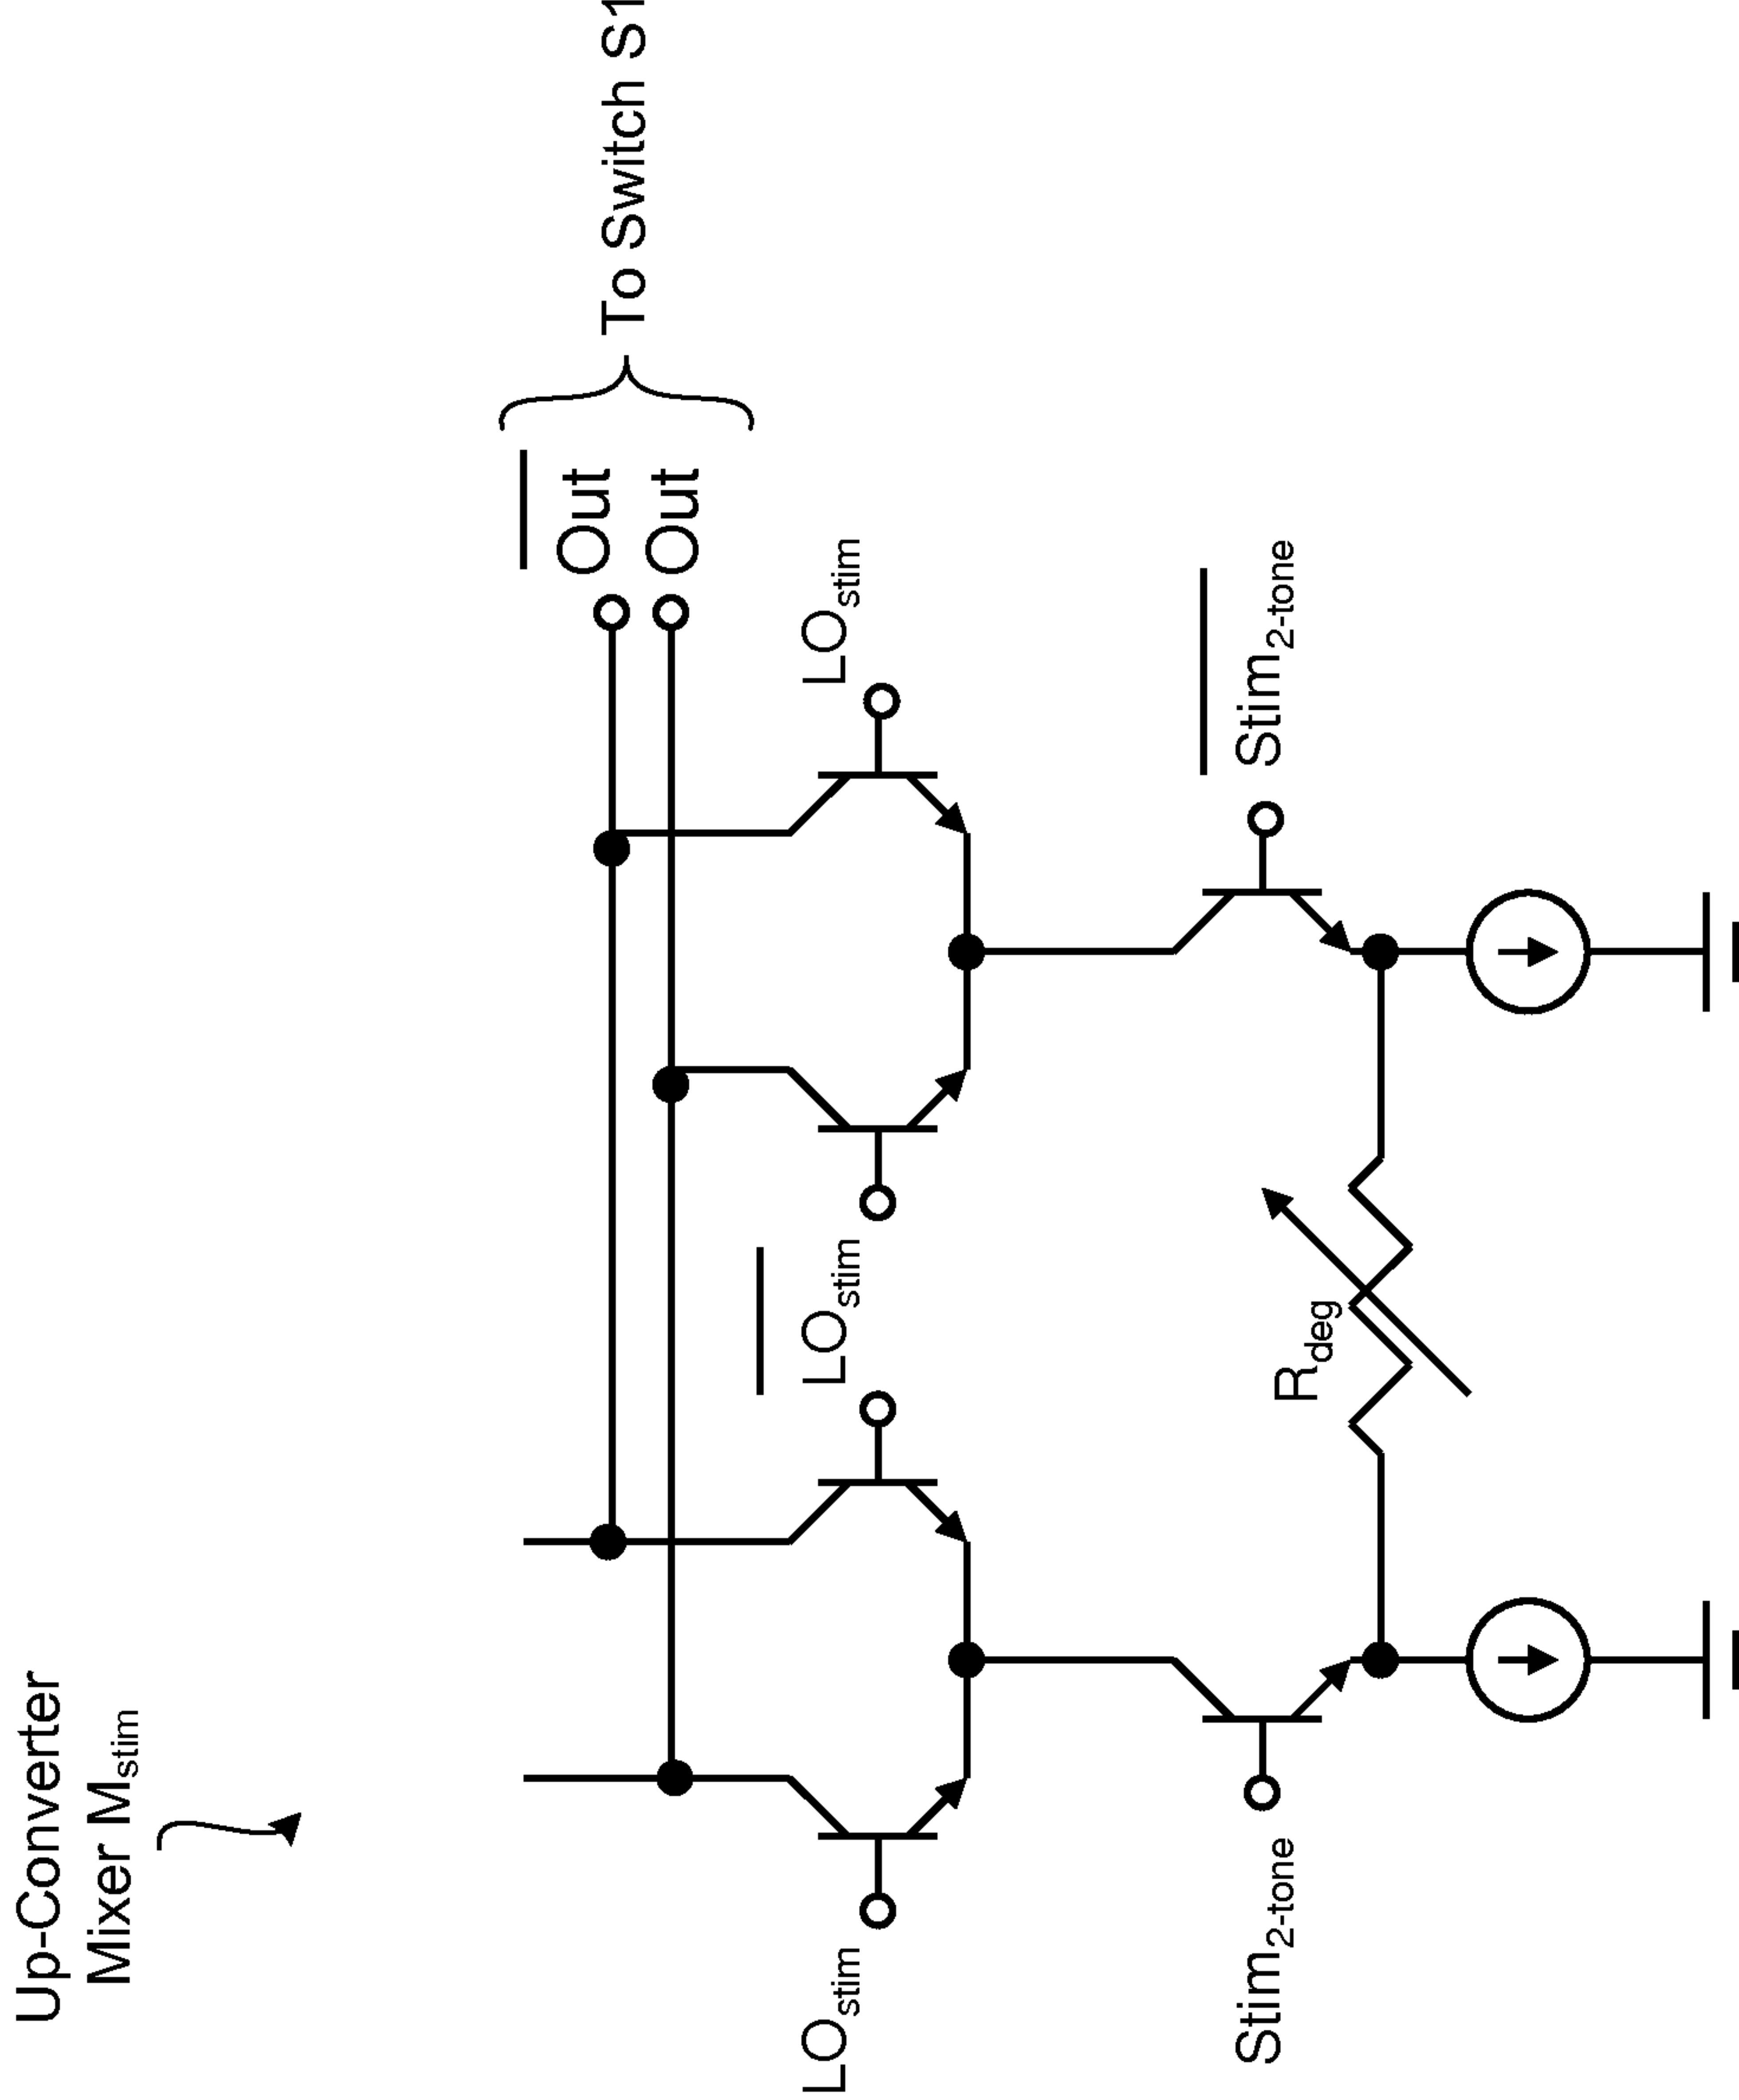 Up-Converter
Mixer Mstim
Out
Out
To Switch S1
LOstim
LOstim
LOstim
Rdeg
Stim2-tone
Stim2-tone